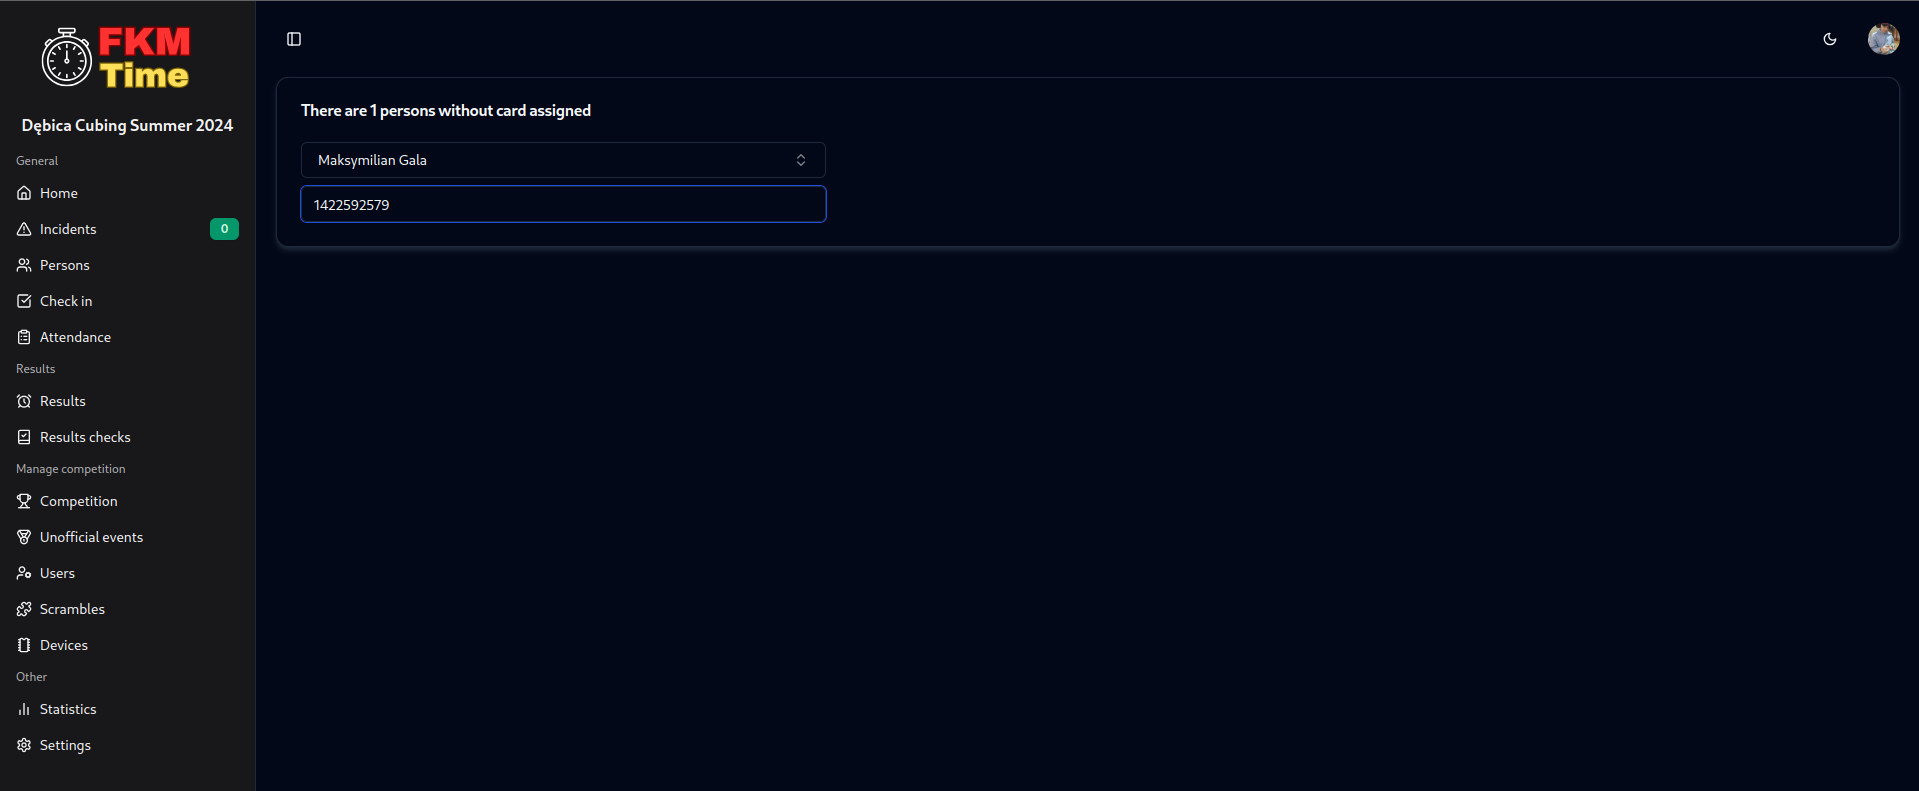 FKM
Time
Dębica Cubing Summer 2024
General
Home
Incidents 0
Persons
Check in
Attendance
Results
Results
Results checks
Manage competition
Competition
Unofficial events
Users
Scrambles
Devices
Other
Statistics
Settings
There are 1 persons without card assigned
Maksymilian Gala
1422592579